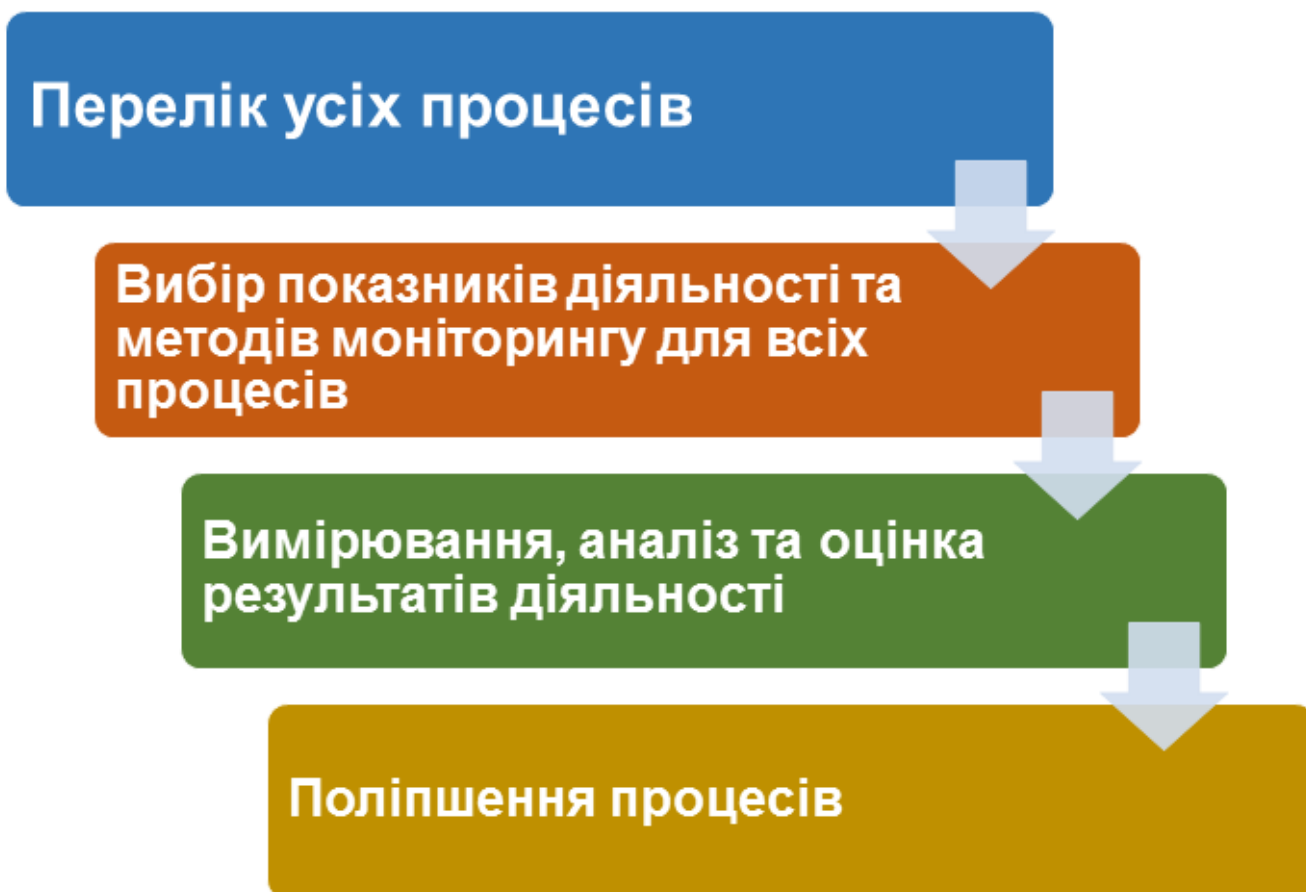 Перелік усіх процесів
Вибір показників діяльності та
методів моніторингу для всіх
процесів
Вимірювання, аналіз та оцінка
результатів діяльності
Поліпшення процесів